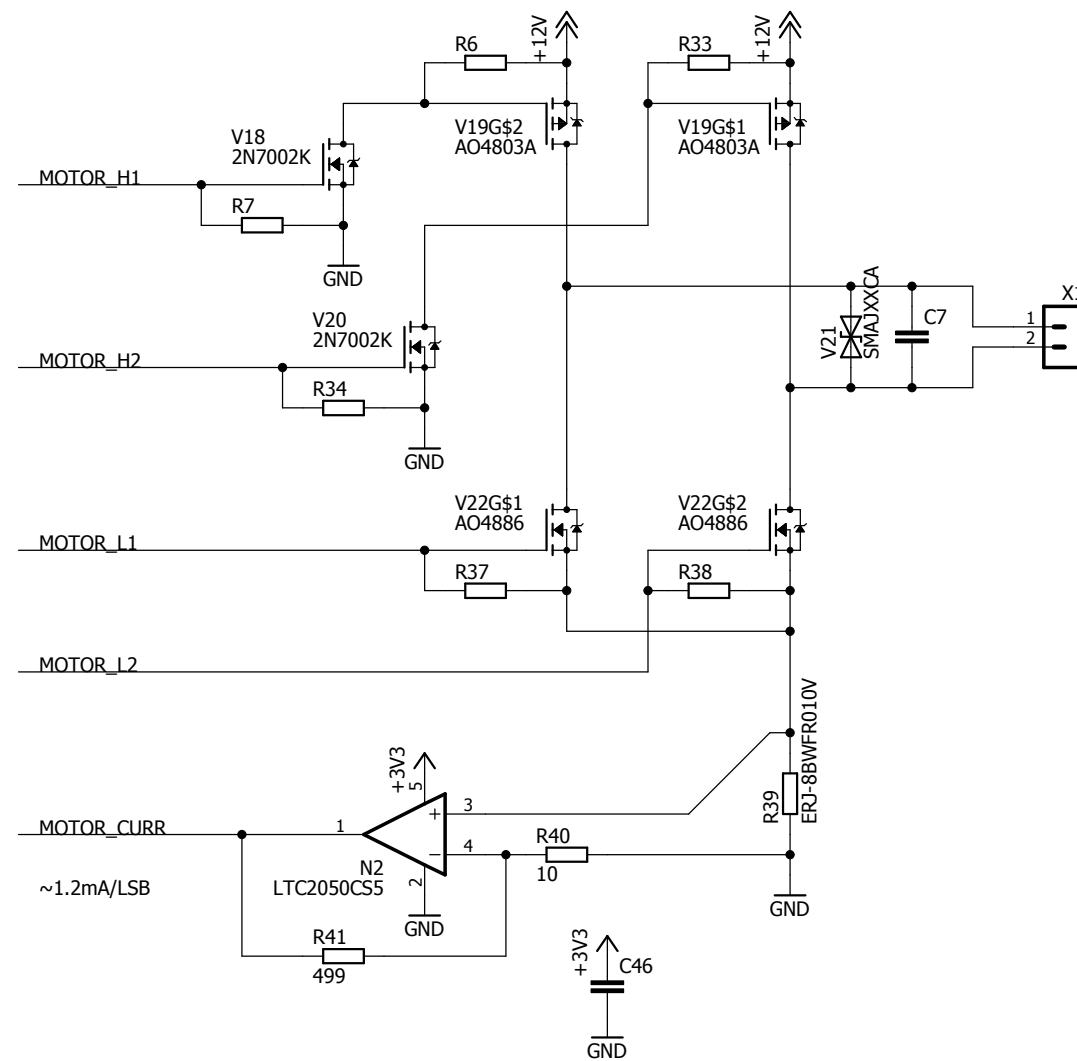 +12V
+12V
R6
R33
V18
2N7002K
V19G$2
AO4803A
V19G$1
AO4803A
MOTOR_H1
R7
GND
V20
2N7002K
MOTOR_H2
R34
GND
V21
SMAJXXCA
C7
X1
1
2
V22G$1
AO4886
V22G$2
AO4886
MOTOR_L1
R37
R38
MOTOR_L2
R39
ERJ-8BWFR010V
+3V3
5
3
+
MOTOR_CURR
1
−
4
R40
10
N2
LTC2050CS5
2
~1.2mA/LSB
GND
GND
R41
499
+3V3
C46
GND